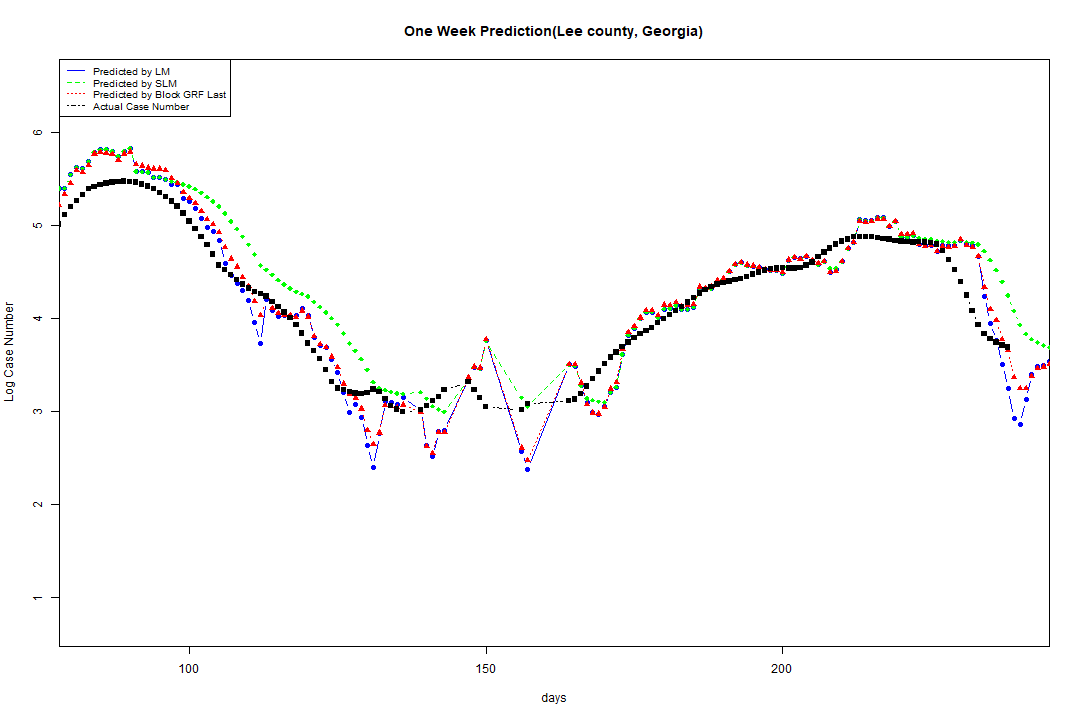 One Week Prediction(Lee county, Georgia)
Predicted by LM
Predicted by SLM
Predicted by Block GRF Last
Actual Case Number
6
5
4
3
2
1
Log Case Number
100 150 200
days